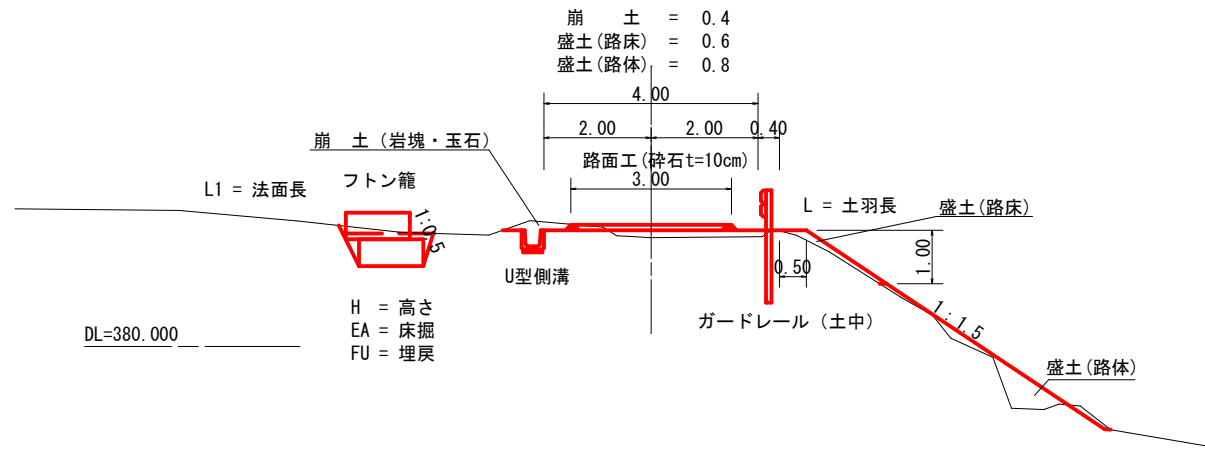 崩　土 = 0.4
盛土(路床) = 0.6
盛土(路体) = 0.8
4.00
2.00
2.00
0.40
崩　土（岩塊・玉石）
路面工(砕石t=10cm)
3.00
L1 = 法面長
フトン籠
L = 土羽長
盛土(路床)
1:0.5
1.00
0.50
U型側溝
H = 高さ
EA = 床掘
FU = 埋戻
ガードレール（土中）
1:1.5
DL=380.000
盛土(路体)